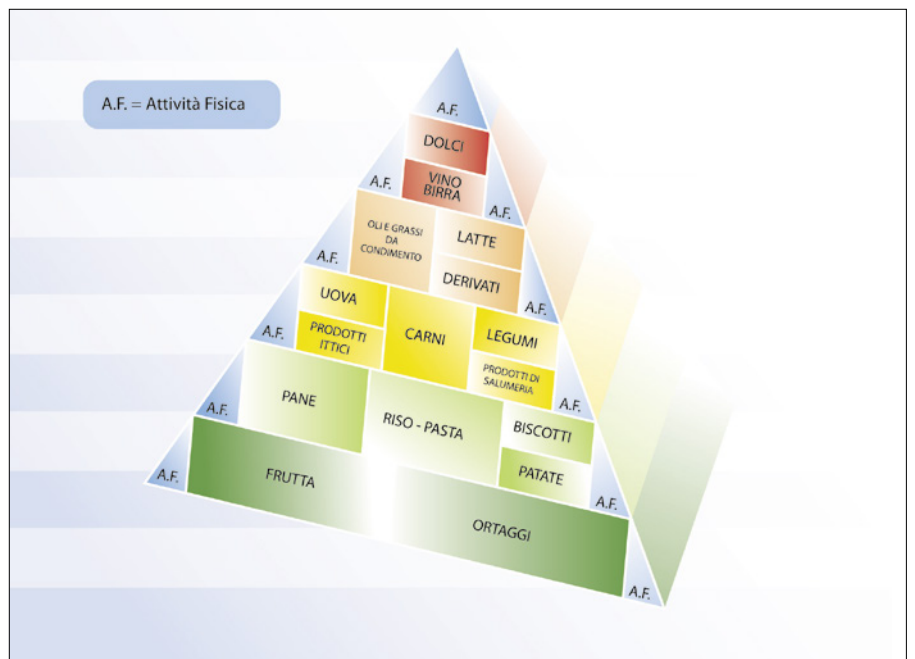 A.F. = Attività Fisica
A.F.
DOLCI
A.F.
VINO
BIRRA
A.F.
OLI E GRASSI
DA
CONDIMENTO
LATTE
A.F.
DERIVATI
A.F.
UOVA
CARNI
LEGUMI
A.F.
PRODOTTI
ITTICI
PRODOTTI DI
SALUMERIA
A.F.
PANE
RISO - PASTA
BISCOTTI
A.F.
PATATE
A.F.
A.F.
FRUTTA
ORTAGGI
A.F.